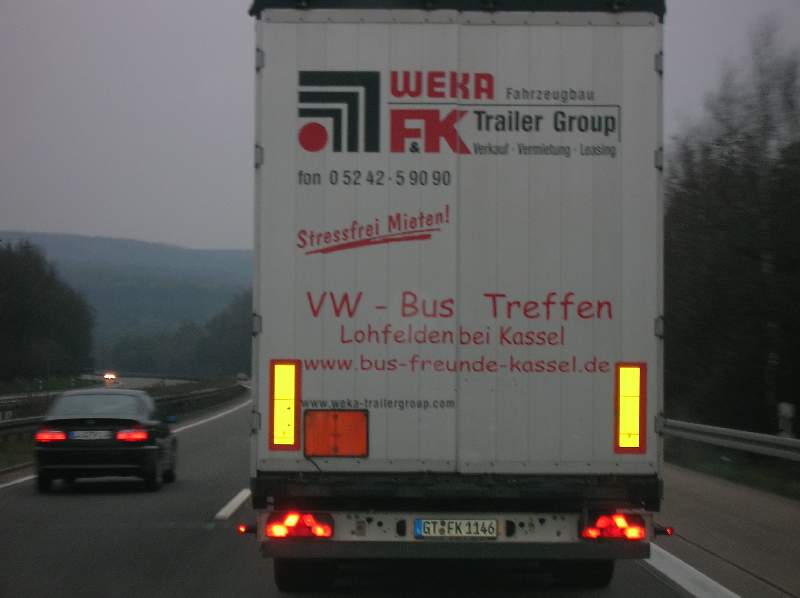 WEKA Fahrzeugbau
F&K Trailer Group
Verkauf · Vermietung · Leasing
fon 0 52 42 - 5 90 90
Stressfrei Mieten!
VW - Bus Treffen
Lohfelden bei Kassel
www.bus-freunde-kassel.de
www.weka-trailergroup.com
GT FK 1146